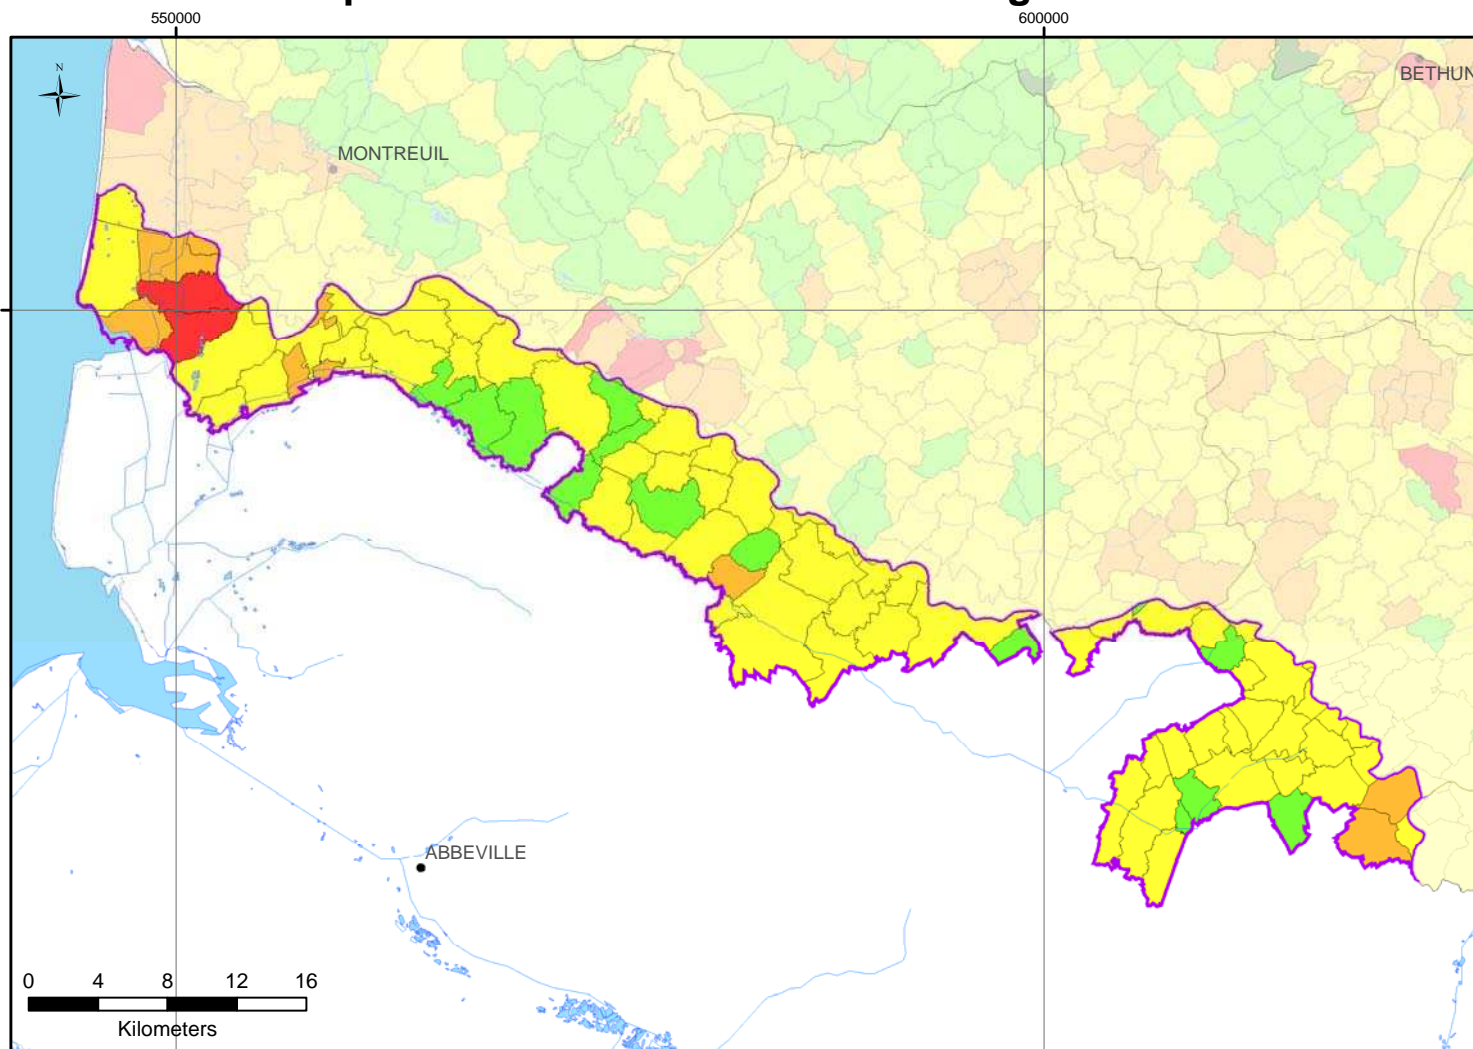 550000
600000
N
BETHUN
MONTREUIL
ABBEVILLE
0 4 8 12 16
Kilometers